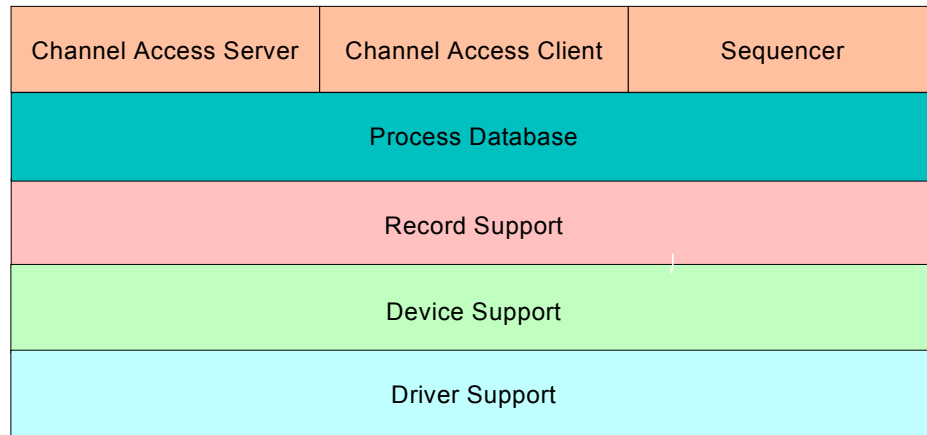 Channel Access Server
Channel Access Client
Sequencer
Process Database
Record Support
Device Support
Driver Support